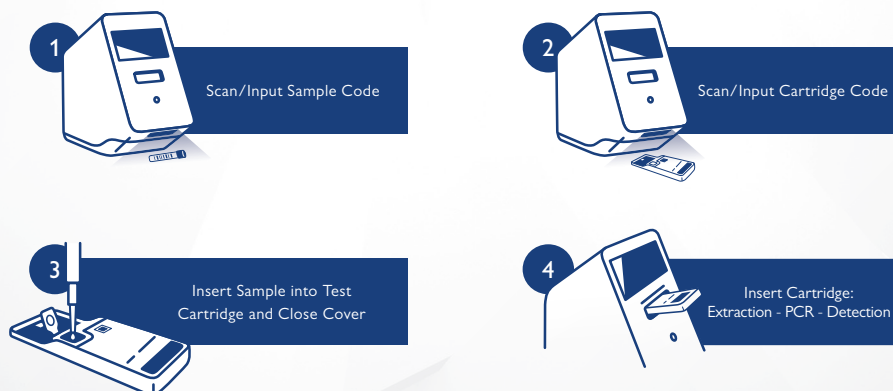 1
Scan/Input Sample Code
2
Scan/Input Cartridge Code
3
Insert Sample into Test
Cartridge and Close Cover
4
Insert Cartridge:
Extraction - PCR - Detection